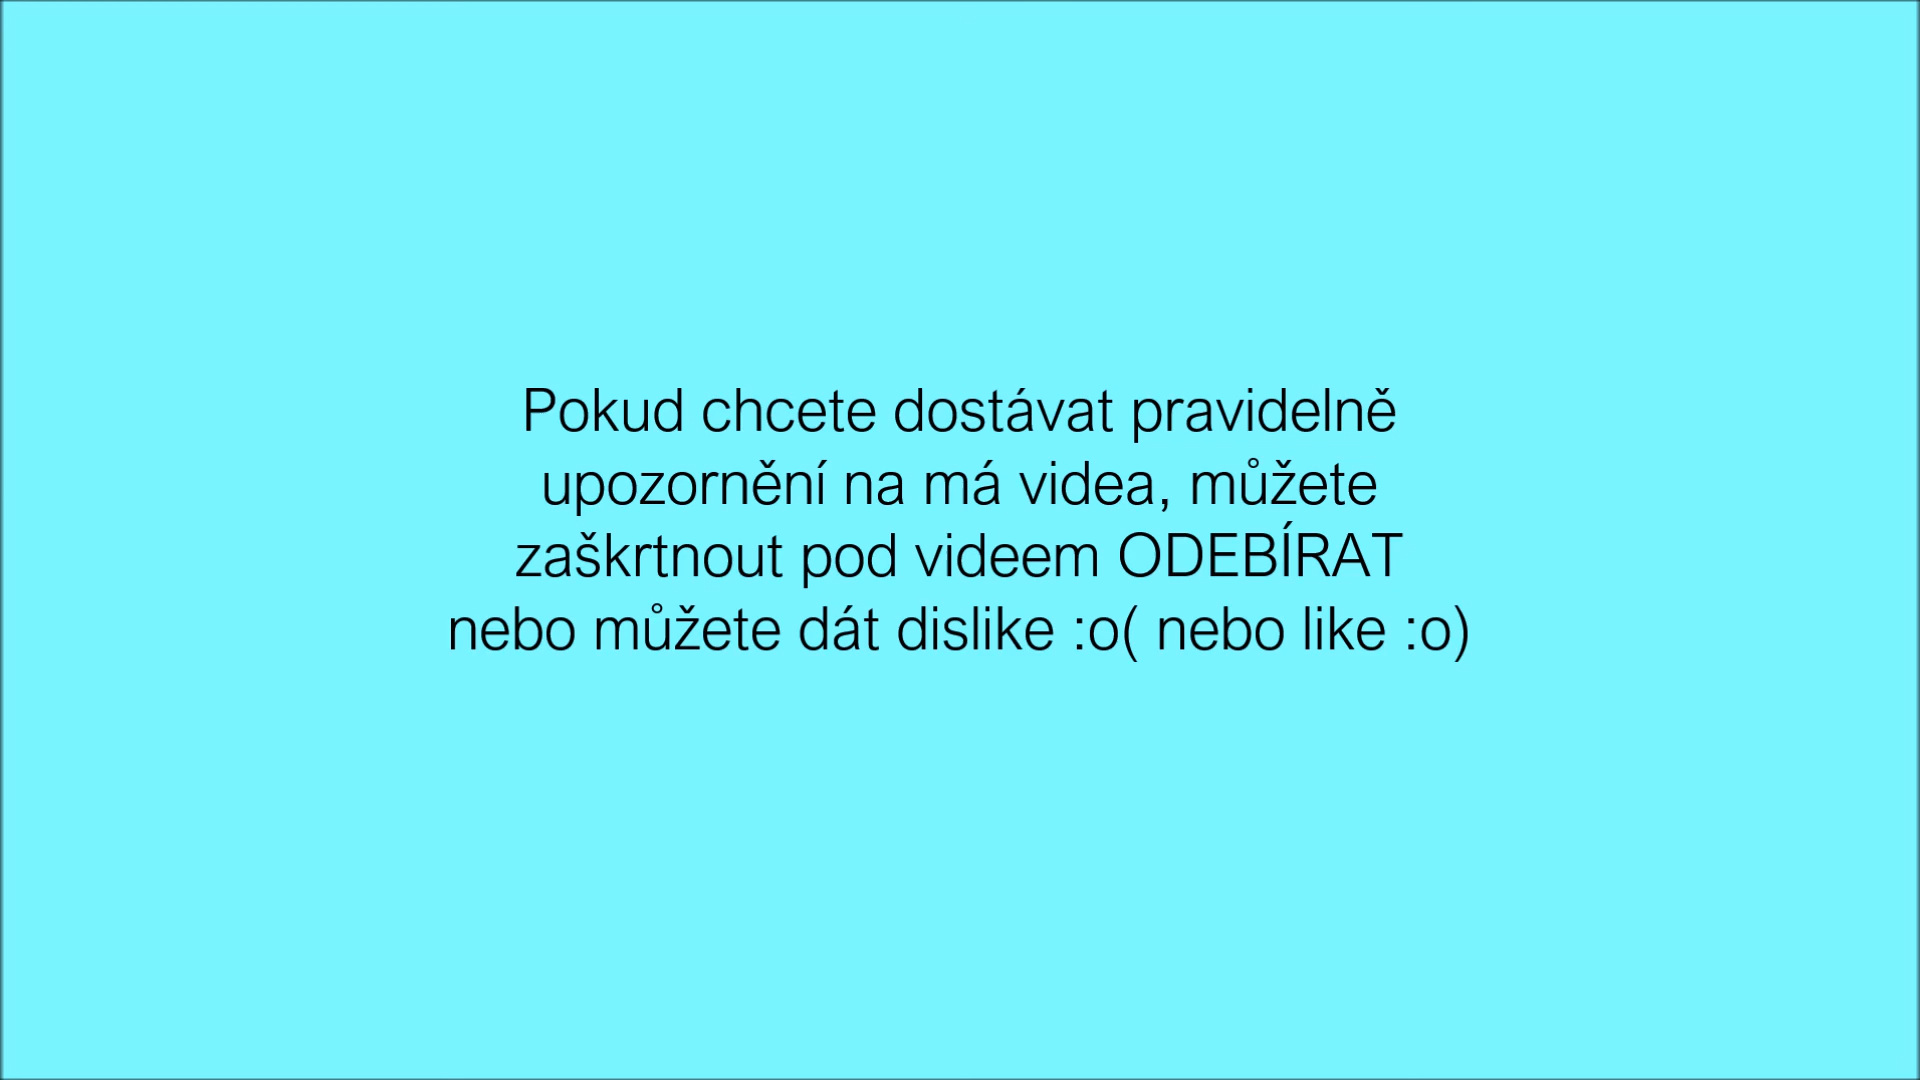 Pokud chcete dostávat pravidelně
upozornění na má videa, můžete
zaškrtnout pod videem ODEBÍRAT
nebo můžete dát dislike :o( nebo like :o)